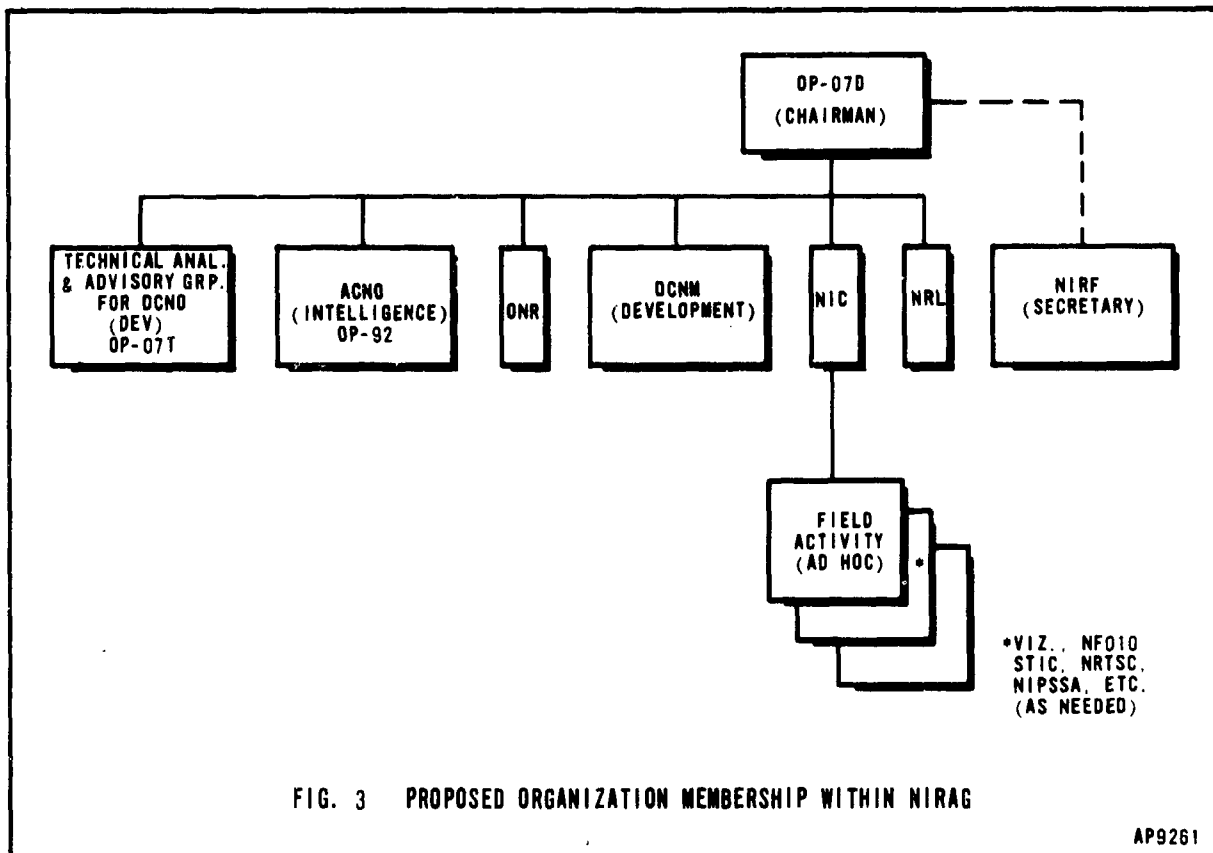 OP-07D
(CHAIRMAN)
TECHNICAL ANAL.
& ADVISORY GRP.
FOR DCNO
(DEV)
OP-07T
ACNO
(INTELLIGENCE)
OP-92
ONR
DCNM
(DEVELOPMENT)
NIC
NRL
NIRF
(SECRETARY)
FIELD
ACTIVITY
(AD HOC)
*
*VIZ., NFOIO
STIC, NRTSC,
NIPSSA, ETC.
(AS NEEDED)
FIG. 3 PROPOSED ORGANIZATION MEMBERSHIP WITHIN NIRAG
AP9261